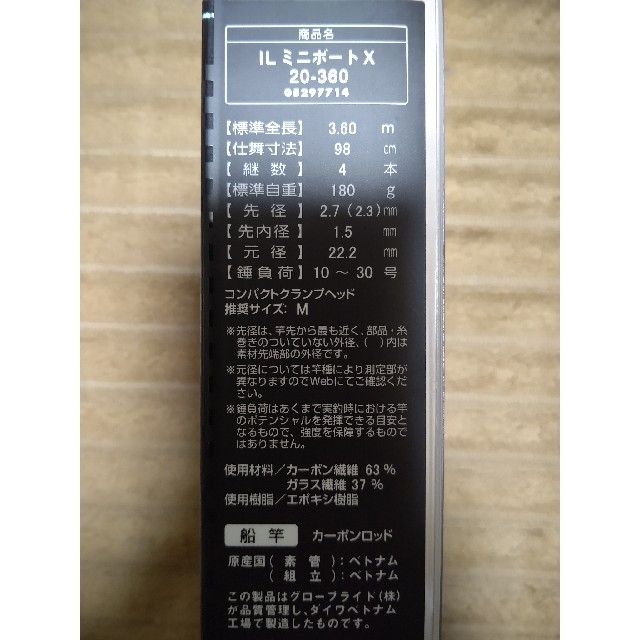 商品名
IL ミニボートX
20-360
05297714
【標準全長】 3.60 m
【仕舞寸法】 98 cm
【継数】 4 本
【標準自重】 180 g
【先径】 2.7(2.3)mm
【先内径】 1.5 mm
【元径】 22.2 mm
【錘負荷】 10〜30 号
コンパクトクランプヘッド
推奨サイズ: M
※先径は、竿先から最も近く、部品・糸
巻きのついていない外径、( )内は
素材先端部の外径です。
※元径については竿種により測定部が
異なりますのでWebにてご確認くだ
さい。
※錘負荷はあくまで実釣時における竿
のポテンシャルを発揮できる目安と
なるもので、強度を保障するもので
はありません。
使用材料/カーボン繊維 63%
ガラス繊維 37%
使用樹脂/エポキシ樹脂
船竿 カーボンロッド
原産国(素管):ベトナム
(組立):ベトナム
この製品はグローブライド(株)
が品質管理し、ダイワベトナム
工場で製造したものです。